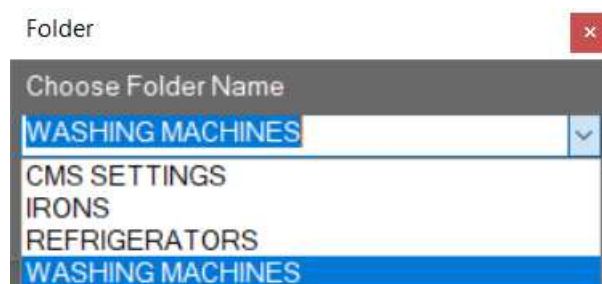 Folder
Choose Folder Name
WASHING MACHINES
CMS SETTINGS
IRONS
REFRIGERATORS
WASHING MACHINES